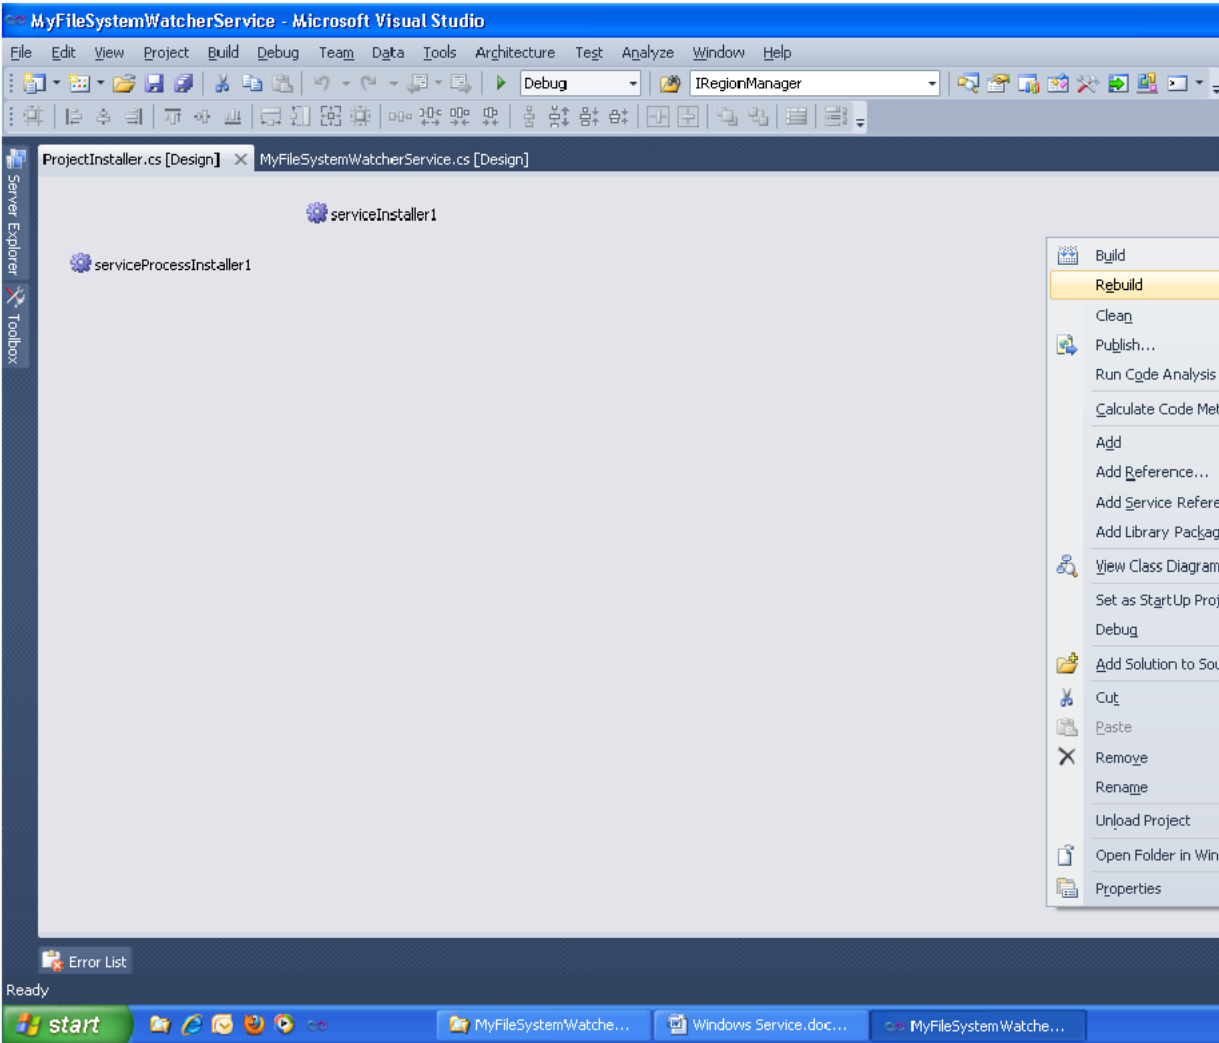 MyFileSystemWatcherService - Microsoft Visual Studio
File Edit View Project Build Debug Team Data Tools Architecture Test Analyze Window Help
Debug IRegionManager
ProjectInstaller.cs [Design] MyFileSystemWatcherService.cs [Design]
Server Explorer
Toolbox
serviceInstaller1
serviceProcessInstaller1
Build
Rebuild
Clean
Publish...
Run Code Analysis
Calculate Code Met
Add
Add Reference...
Add Service Refere
Add Library Packag
View Class Diagram
Set as StartUp Proj
Debug
Add Solution to Sou
Cut
Paste
Remove
Rename
Unload Project
Open Folder in Win
Properties
Error List
Ready
start MyFileSystemWatche... Windows Service.doc... MyFileSystemWatche...